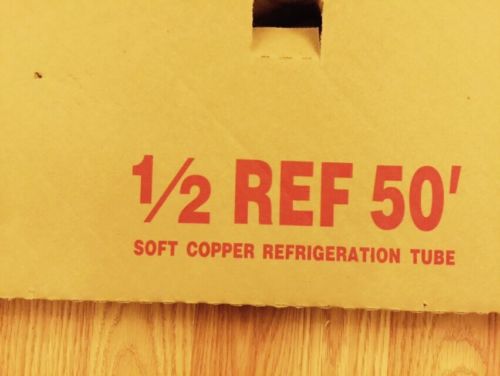 1/2 REF 50'
SOFT COPPER REFRIGERATION TUBE